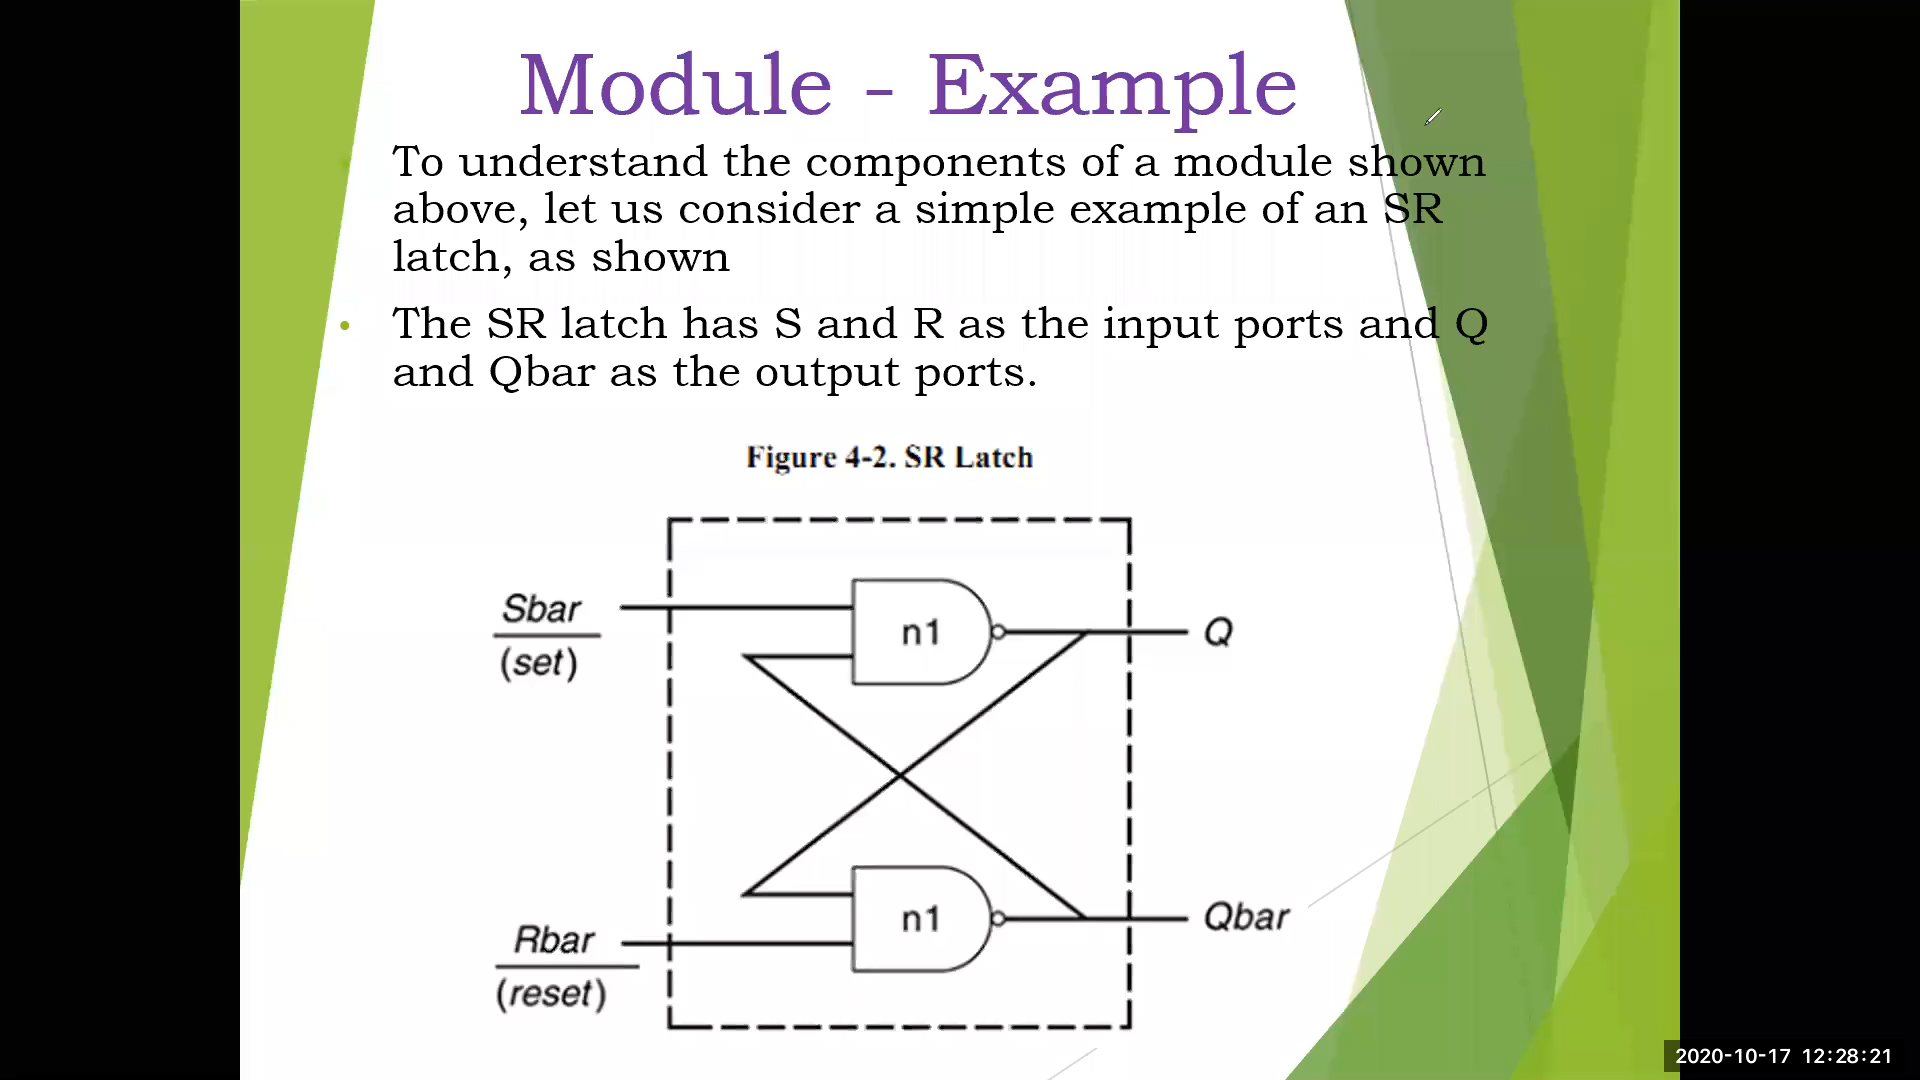 Module - Example
To understand the components of a module shown
above, let us consider a simple example of an SR
latch, as shown
• The SR latch has S and R as the input ports and Q
and Qbar as the output ports.
Figure 4-2. SR Latch
Sbar
(set)
n1
Q
n1
Qbar
Rbar
(reset)
2020-10-17 12:28:21